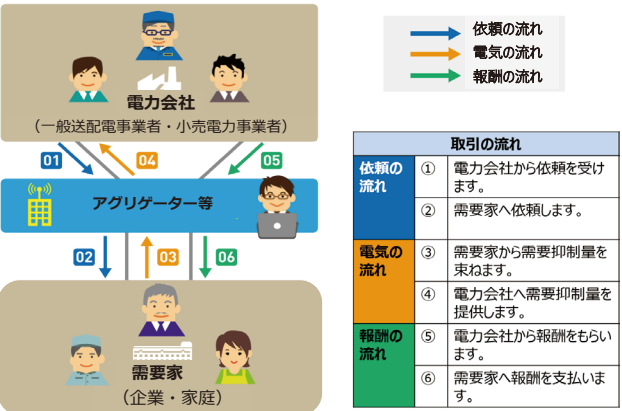 電力会社
（一般送配電事業者・小売電力事業者）
01
04
05
アグリゲーター等
02
03
06
需要家
（企業・家庭）
依頼の流れ
電気の流れ
報酬の流れ
取引の流れ
依頼の
流れ
①
電力会社から依頼を受け
ます。
②
需要家へ依頼します。
電気の
流れ
③
需要家から需要抑制量を
束ねます。
④
電力会社へ需要抑制量を
提供します。
報酬の
流れ
⑤
電力会社から報酬をもらい
ます。
⑥
需要家へ報酬を支払いま
す。